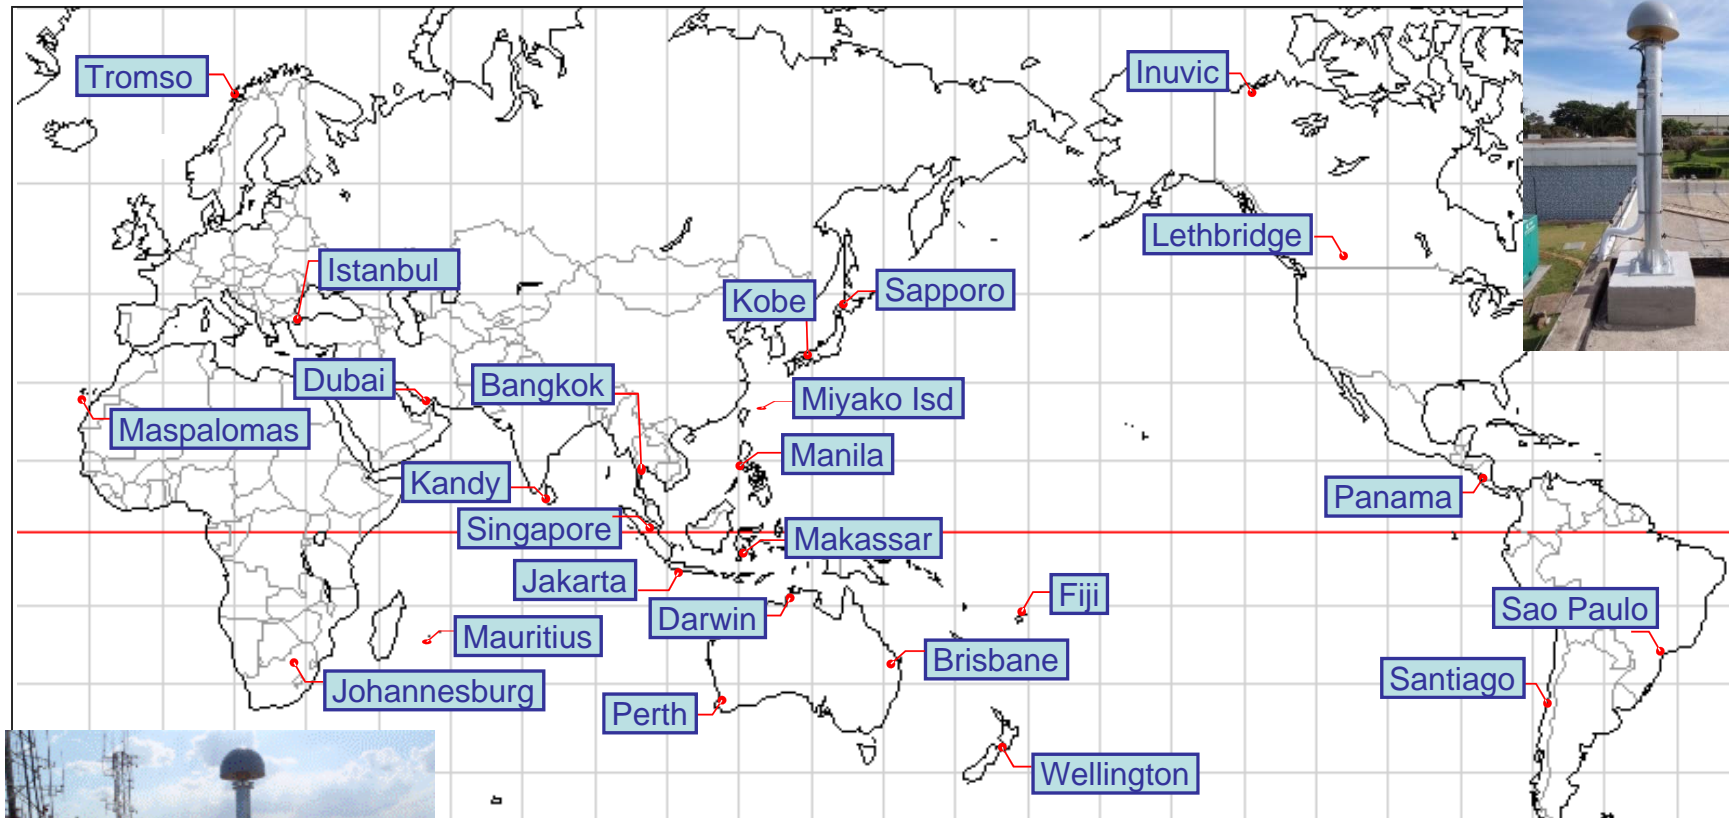 Tromso
Inuvic
Lethbridge
Istanbul
Kobe
Sapporo
Dubai
Bangkok
Miyako Isd
Maspalomas
Manila
Kandy
Panama
Singapore
Makassar
Jakarta
Fiji
Darwin
Sao Paulo
Mauritius
Brisbane
Johannesburg
Santiago
Perth
Wellington